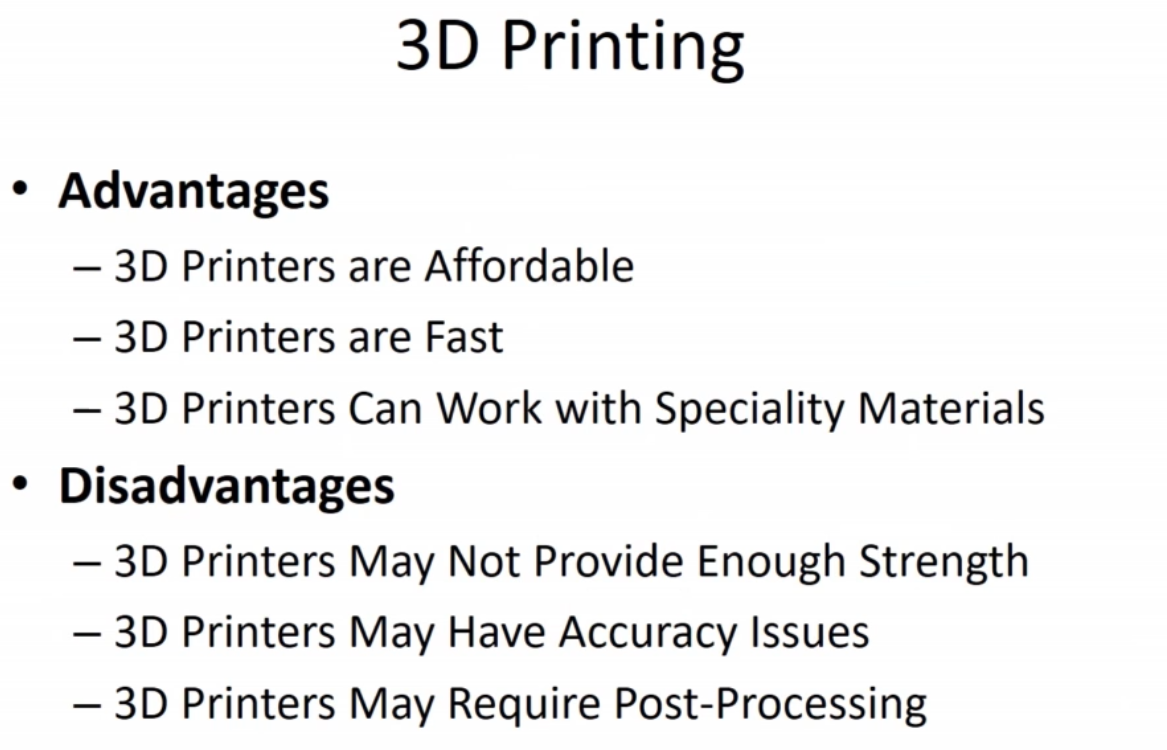 3D Printing
• Advantages
– 3D Printers are Affordable
– 3D Printers are Fast
– 3D Printers Can Work with Speciality Materials
• Disadvantages
– 3D Printers May Not Provide Enough Strength
– 3D Printers May Have Accuracy Issues
– 3D Printers May Require Post-Processing